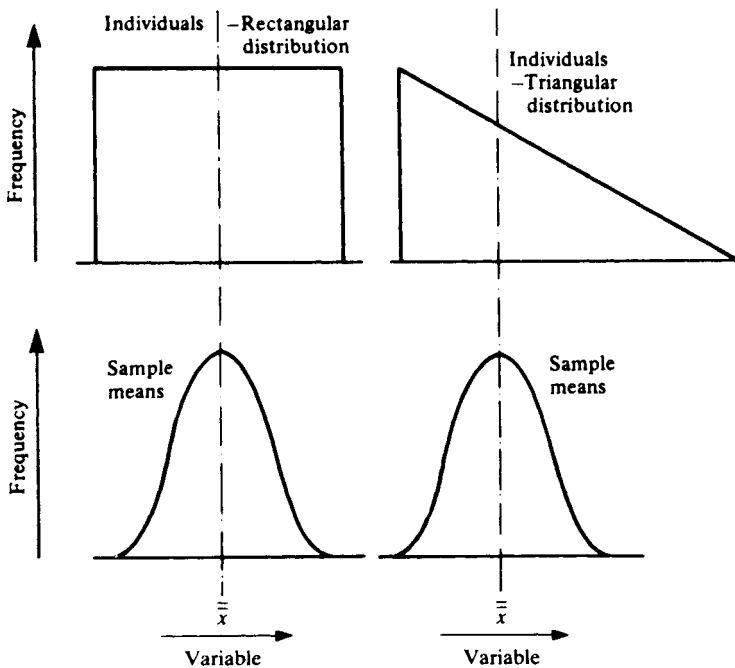 Individuals
–Rectangular
distribution
Individuals
–Triangular
distribution
Frequency
Sample
means
Sample
means
Frequency
x̿
x̿
Variable
Variable